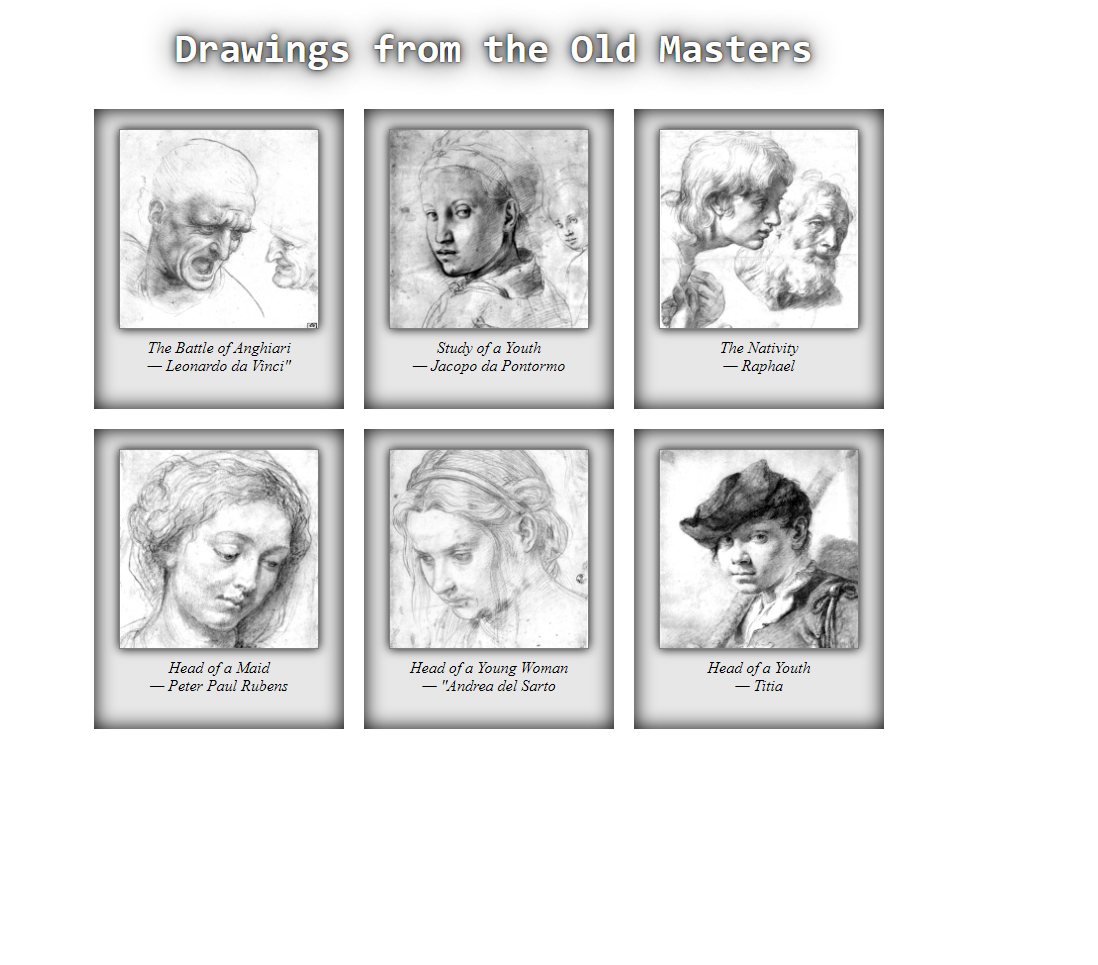 Drawings from the Old Masters
The Battle of Anghiari
— Leonardo da Vinci"
Study of a Youth
— Jacopo da Pontormo
The Nativity
— Raphael
Head of a Maid
— Peter Paul Rubens
Head of a Young Woman
— "Andrea del Sarto
Head of a Youth
— Titia